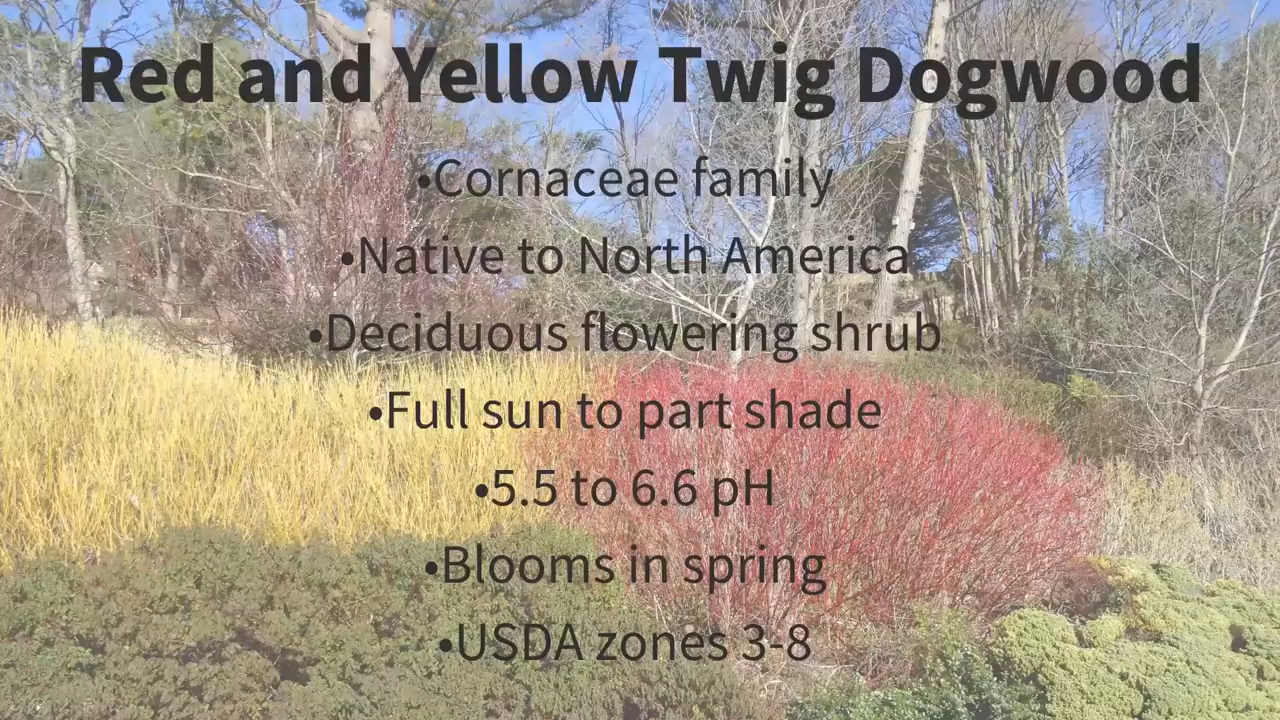 Red and Yellow Twig Dogwood
•Cornaceae family
•Native to North America
•Deciduous flowering shrub
•Full sun to part shade
•5.5 to 6.6 pH
•Blooms in spring
•USDA zones 3-8